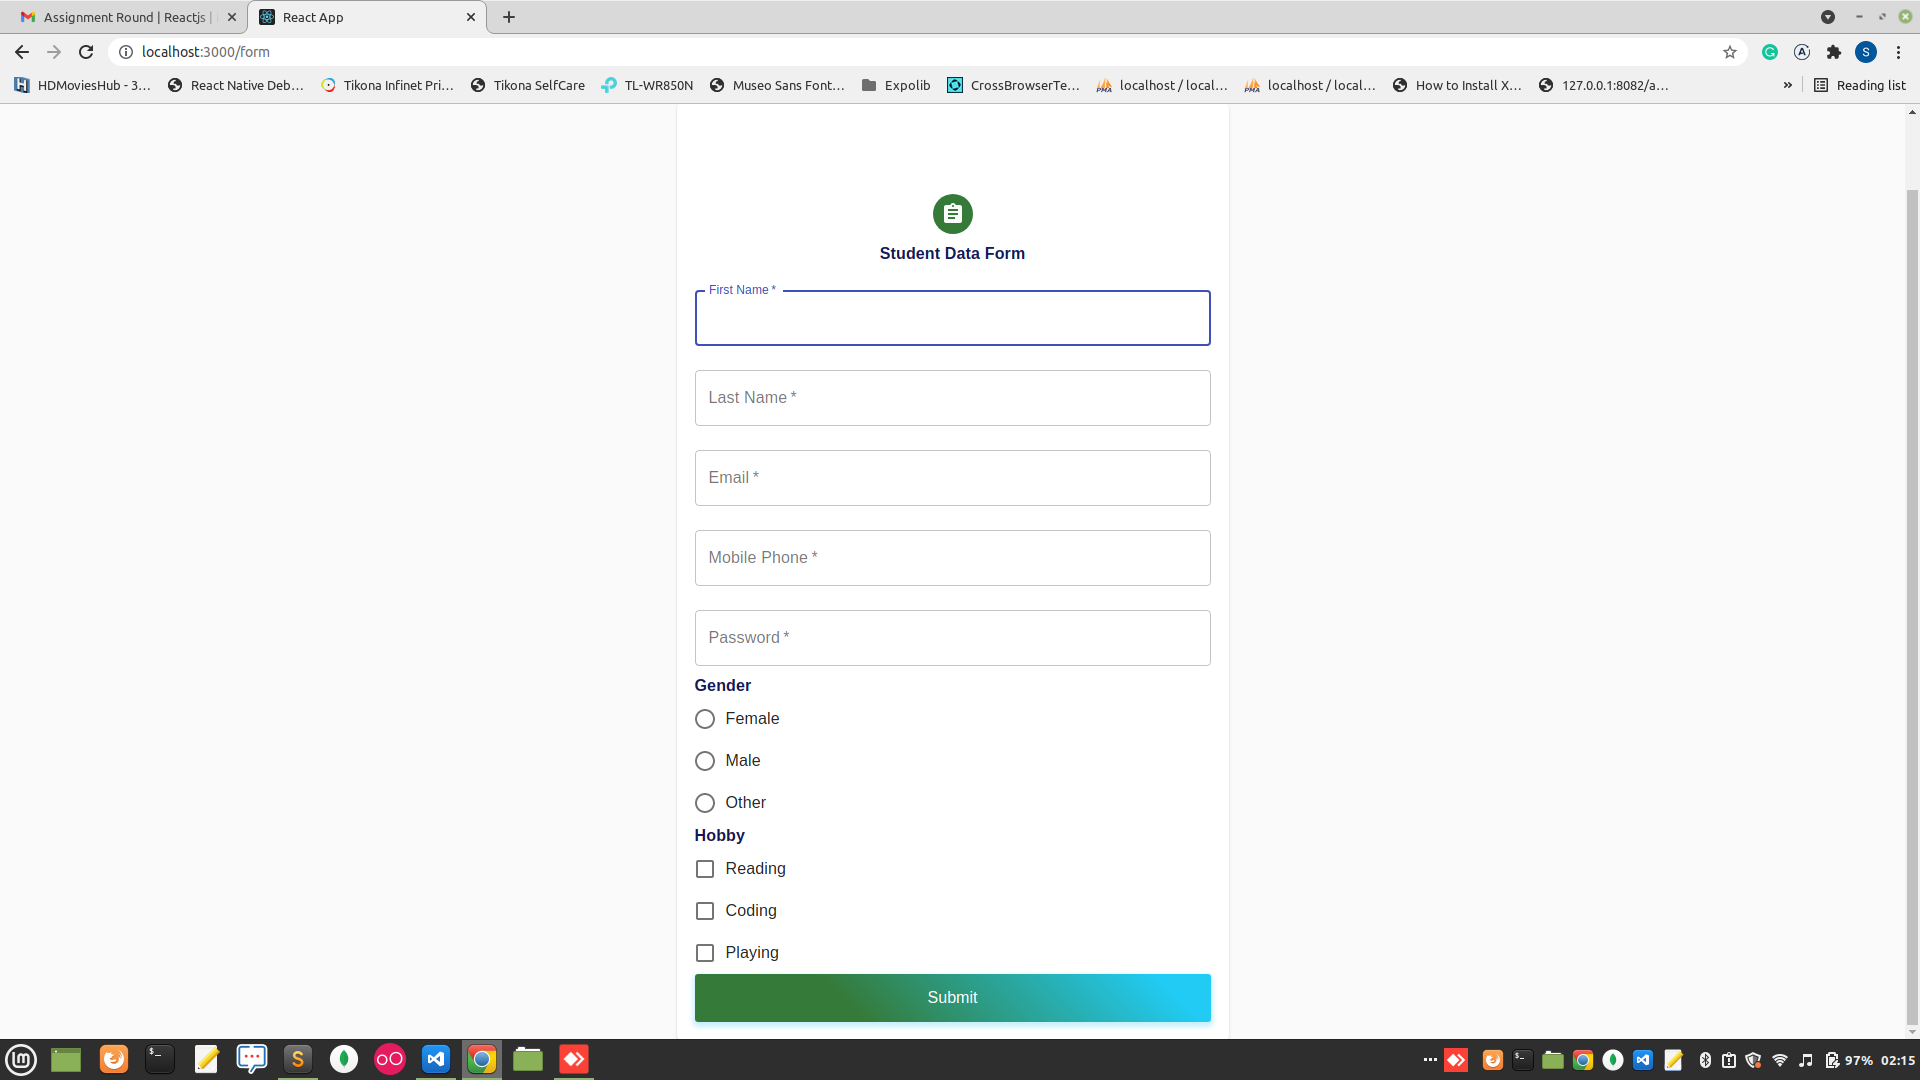 Assignment Round | Reactjs |
React App
localhost:3000/form
S
HDMoviesHub - 3...
React Native Deb...
Tikona Infinet Pri...
Tikona SelfCare
TL-WR850N
Museo Sans Font...
Expolib
CrossBrowserTe...
localhost / local...
localhost / local...
How to Install X...
127.0.0.1:8082/a...
»
Reading list
Student Data Form
First Name *
Last Name *
Email *
Mobile Phone *
Password *
Gender
Female
Male
Other
Hobby
Reading
Coding
Playing
Submit
97% 02:15